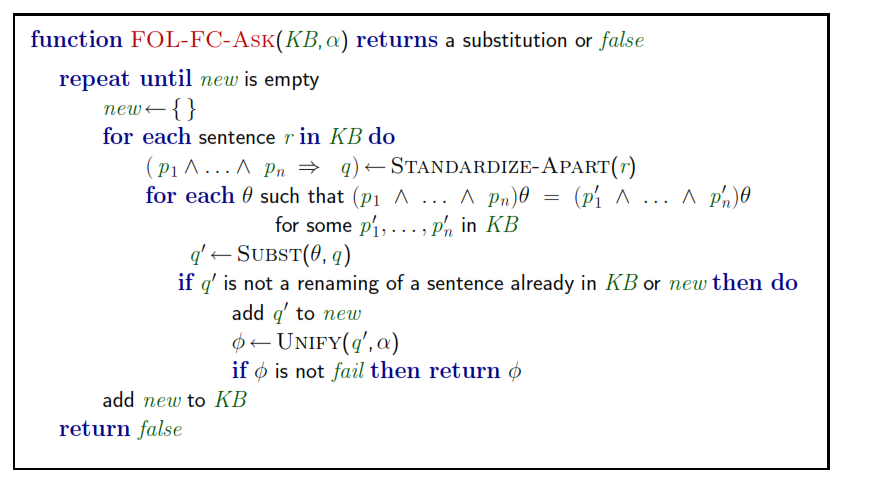 function FOL-FC-ASK(KB, α) returns a substitution or false
repeat until new is empty
new ← { }
for each sentence r in KB do
( p₁ ∧ . . . ∧ pₙ ⇒ q) ← STANDARDIZE-APART(r)
for each θ such that (p₁ ∧ . . . ∧ pₙ)θ = (p′₁ ∧ . . . ∧ p′ₙ)θ
for some p′₁, . . . , p′ₙ in KB
q′ ← SUBST(θ, q)
if q′ is not a renaming of a sentence already in KB or new then do
add q′ to new
ϕ ← UNIFY(q′, α)
if ϕ is not fail then return ϕ
add new to KB
return false